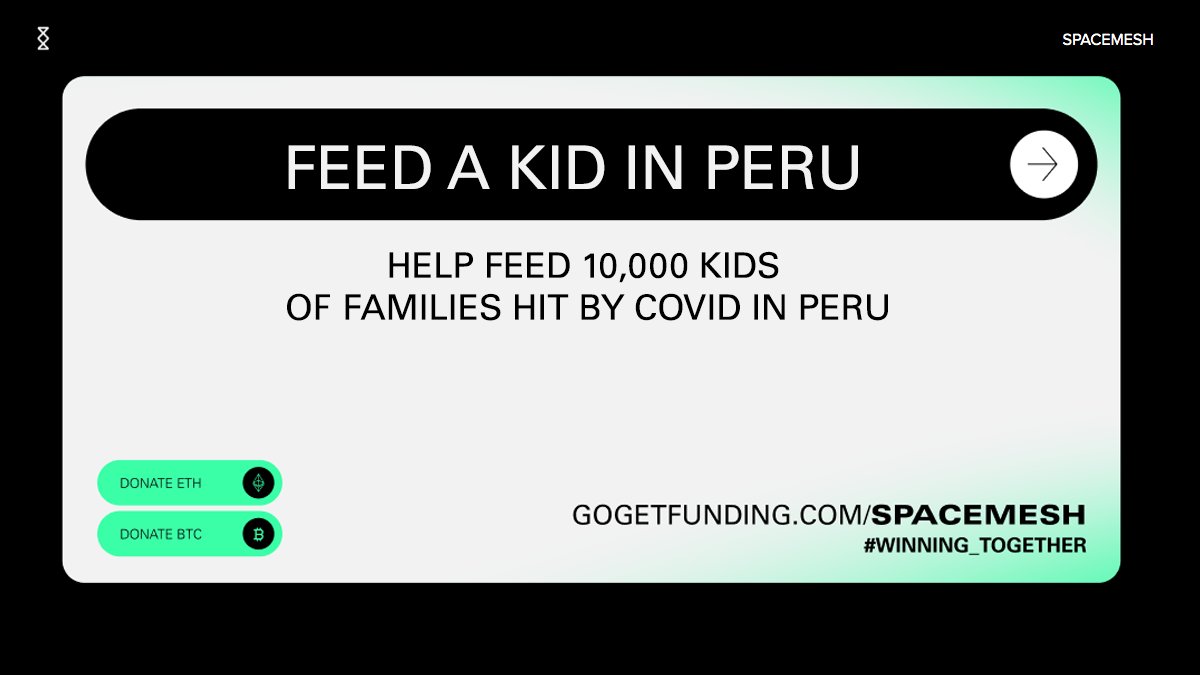 SPACEMESH
FEED A KID IN PERU
HELP FEED 10,000 KIDS
OF FAMILIES HIT BY COVID IN PERU
DONATE ETH
DONATE BTC
GOGETFUNDING.COM/SPACEMESH
#WINNING_TOGETHER